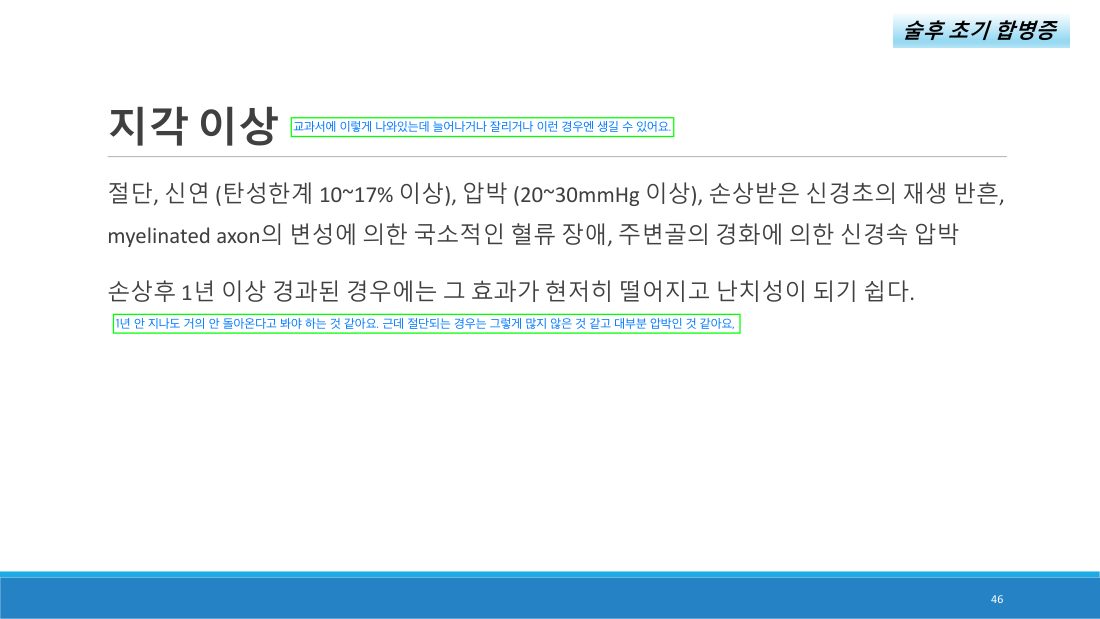 술후 초기 합병증
지각 이상
교과서에 이렇게 나와있는데 늘어나거나 잘리거나 이런 경우엔 생길 수 있어요.
절단, 신연 (탄성한계 10~17% 이상), 압박 (20~30mmHg 이상), 손상받은 신경초의 재생 반흔,
myelinated axon의 변성에 의한 국소적인 혈류 장애, 주변골의 경화에 의한 신경속 압박
손상후 1년 이상 경과된 경우에는 그 효과가 현저히 떨어지고 난치성이 되기 쉽다.
1년 안 지나도 거의 안 돌아온다고 봐야 하는 것 같아요. 근데 절단되는 경우는 그렇게 많지 않은 것 같고 대부분 압박인 것 같아요,
46